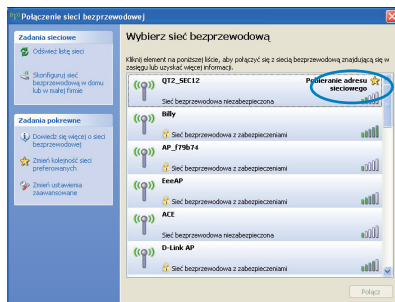 Połączenie sieci bezprzewodowej
Zadania sieciowe
Odśwież listę sieci
Skonfiguruj sieć
bezprzewodową w domu
lub w małej firmie
Zadania pokrewne
Dowiedz się więcej o sieci
bezprzewodowej
Zmień kolejność sieci
preferowanych
Zmień ustawienia
zaawansowane
Wybierz sieć bezprzewodową
Kliknij element na poniższej liście, aby połączyć się z siecią bezprzewodową znajdującą się w
zasięgu lub uzyskać więcej informacji.
QT2_SEC12
Pobieranie adresu
sieciowego
Sieć bezprzewodowa niezabezpieczona
Billy
Sieć bezprzewodowa z zabezpieczeniami
AP_f79b74
Sieć bezprzewodowa z zabezpieczeniami
EeeAP
Sieć bezprzewodowa z zabezpieczeniami
ACE
Sieć bezprzewodowa niezabezpieczona
D-Link AP
Sieć bezprzewodowa z zabezpieczeniami
Połącz